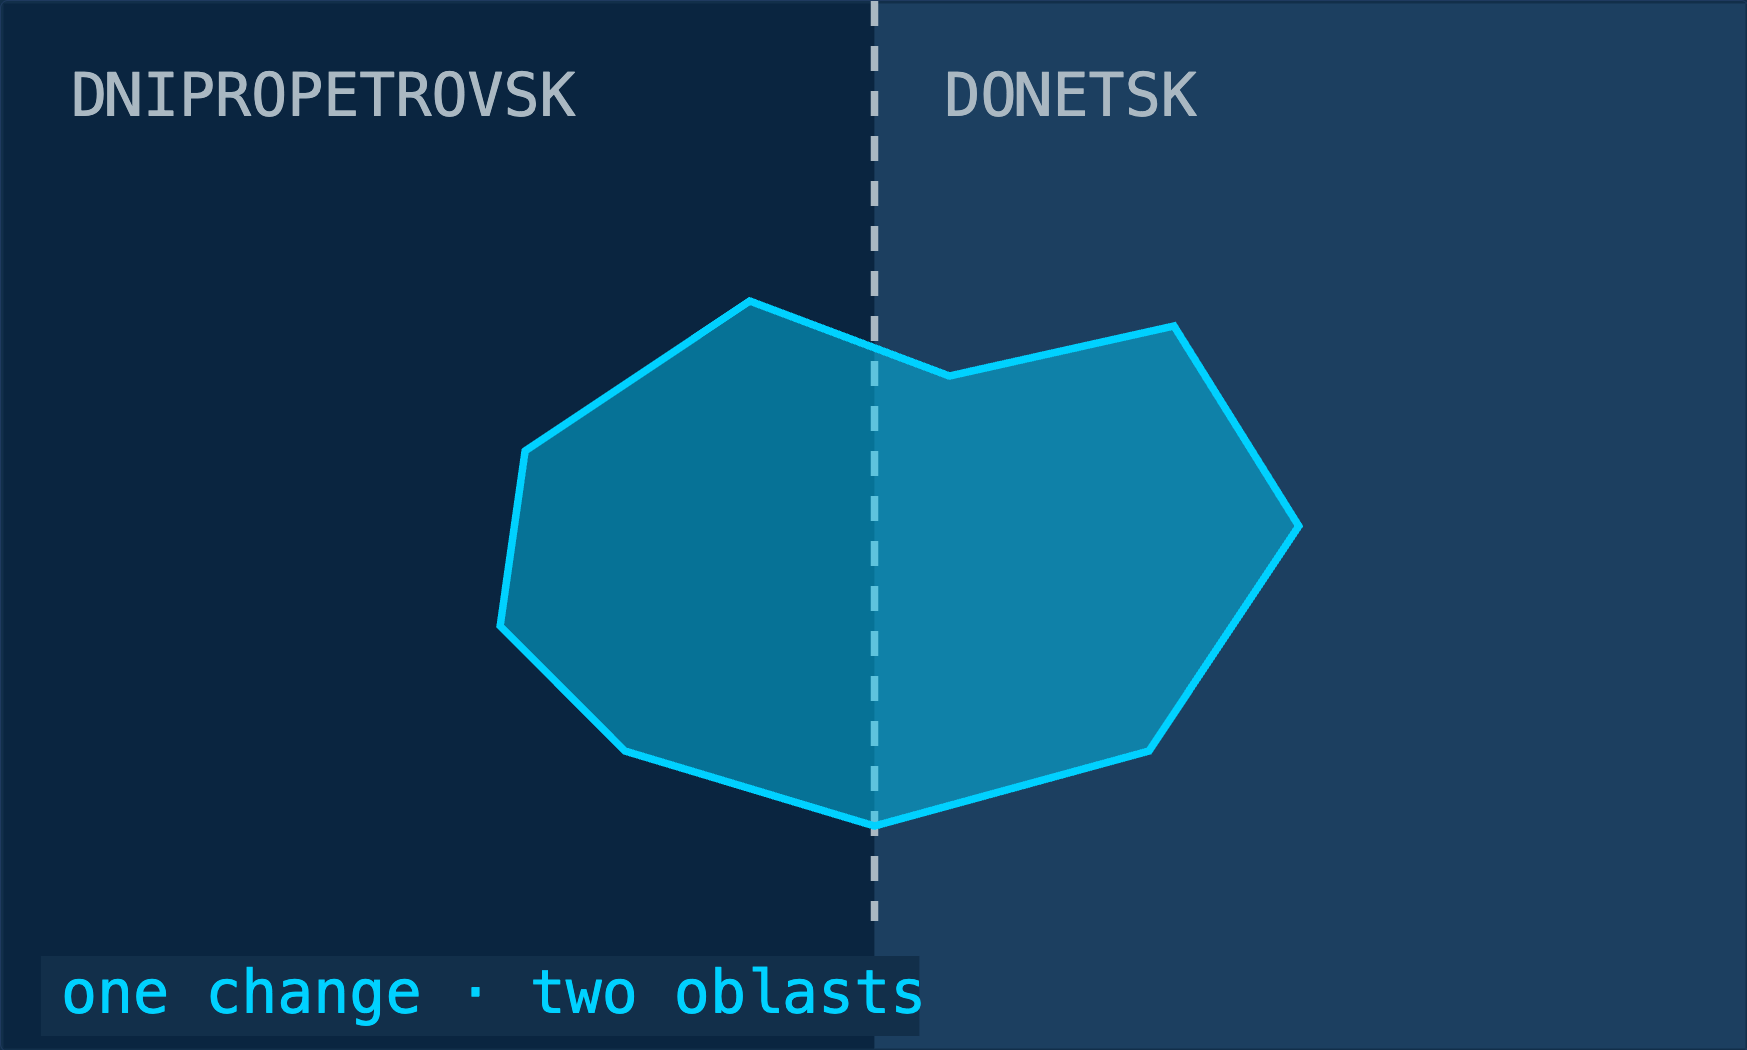 DNIPROPETROVSK
DONETSK
one change · two oblasts